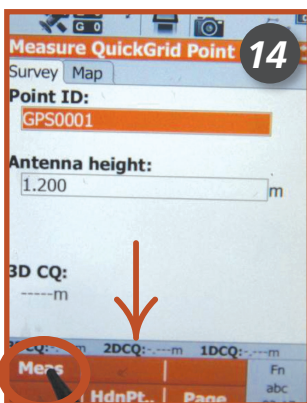 G 0
14
Measure QuickGrid Point
Survey Map
Point ID:
GPS0001
Antenna height:
1.200 m
3D CQ:
-----m
2DCQ:-.---m 1DCQ:-.---m
Meas Fn
abc
HdnPt.. Page